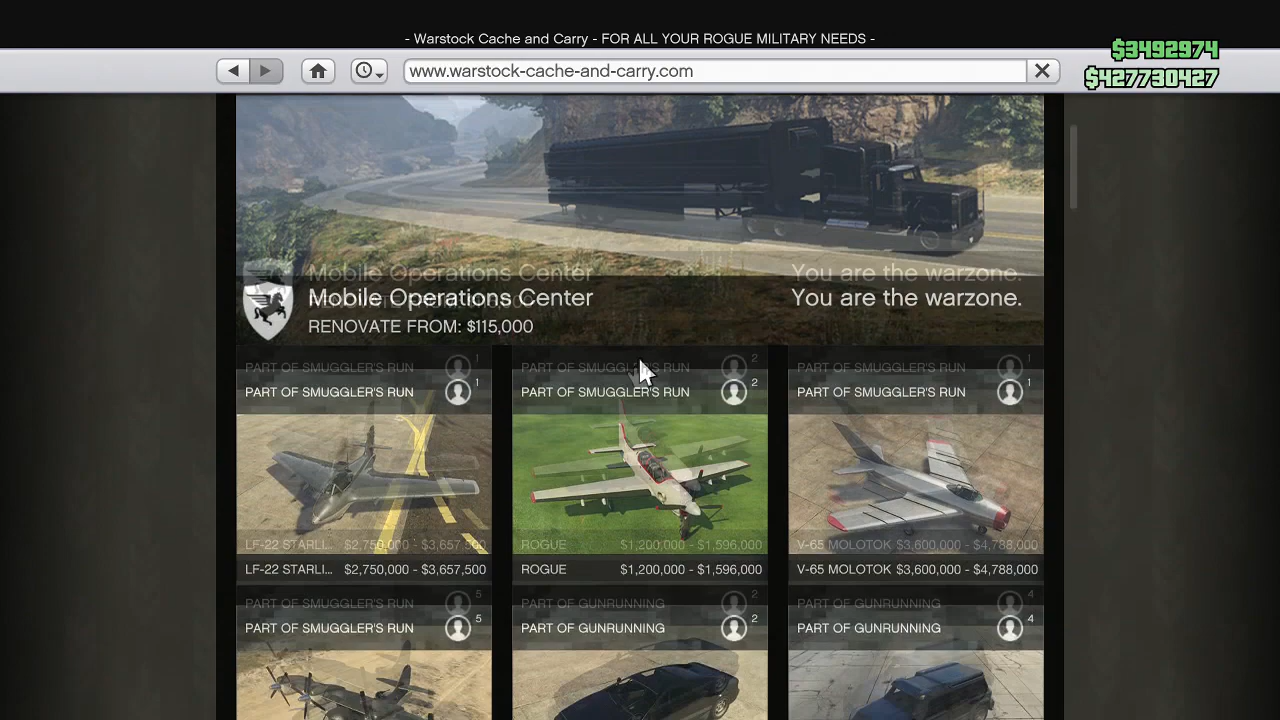 - Warstock Cache and Carry - FOR ALL YOUR ROGUE MILITARY NEEDS -
$3492974
www.warstock-cache-and-carry.com
$427730427
Mobile Operations Center You are the warzone.
RENOVATE FROM: $115,000
PART OF SMUGGLER'S RUN 1
PART OF SMUGGLER'S RUN 2
PART OF SMUGGLER'S RUN 1
LF-22 STARLI... $2,750,000 - $3,657,500
ROGUE $1,200,000 - $1,596,000
V-65 MOLOTOK $3,600,000 - $4,788,000
PART OF SMUGGLER'S RUN 5
PART OF GUNRUNNING 2
PART OF GUNRUNNING 4